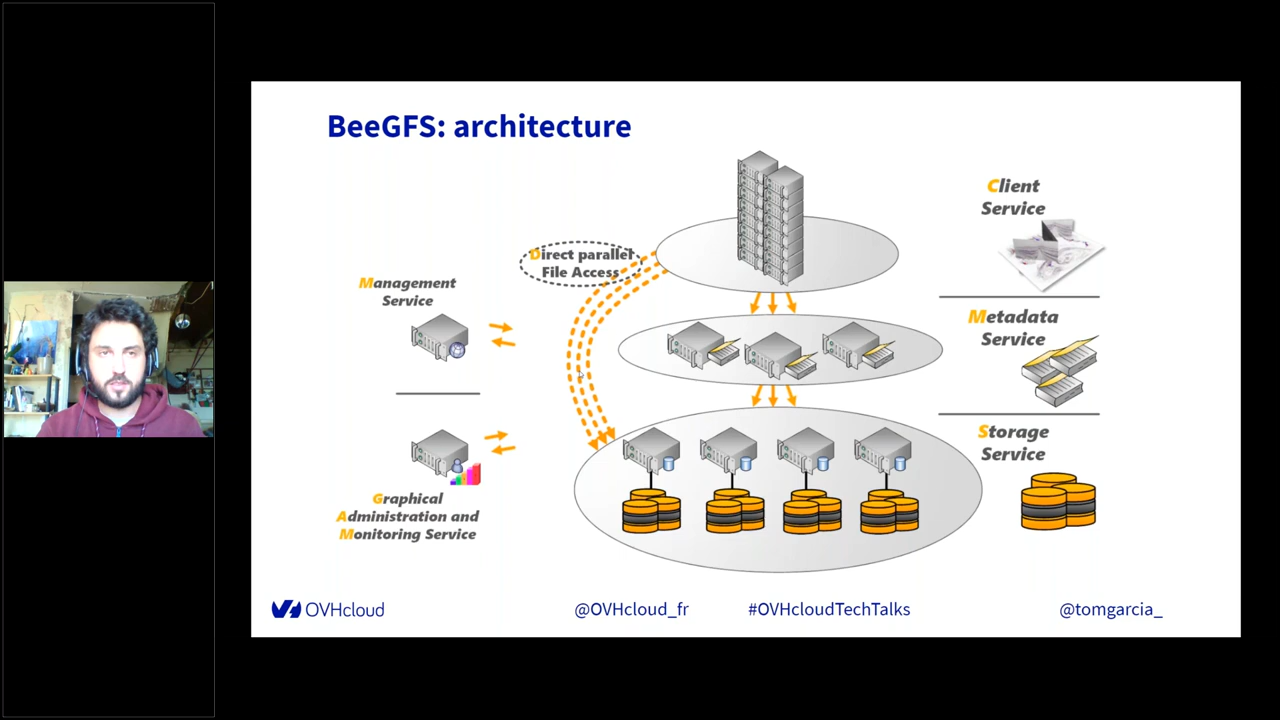 BeeGFS: architecture
Client
Service
Direct parallel
File Access
Management
Service
Metadata
Service
Storage
Service
Graphical
Administration and
Monitoring Service
OVHcloud
@OVHcloud_fr
#OVHcloudTechTalks
@tomgarcia_